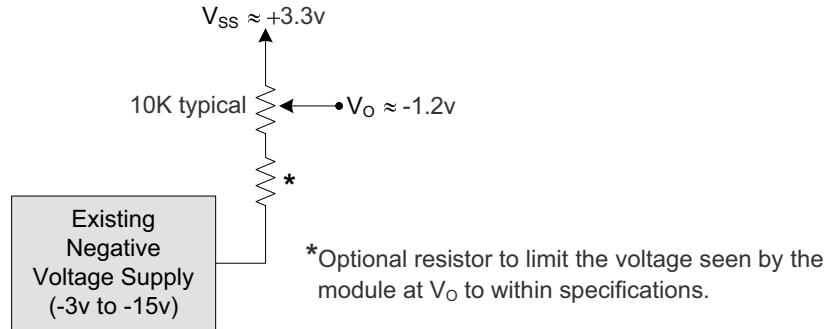 V_SS ≈ +3.3v
10K typical
V_O ≈ -1.2v
*
Existing
Negative
Voltage Supply
(-3v to -15v)
*Optional resistor to limit the voltage seen by the
module at V_O to within specifications.